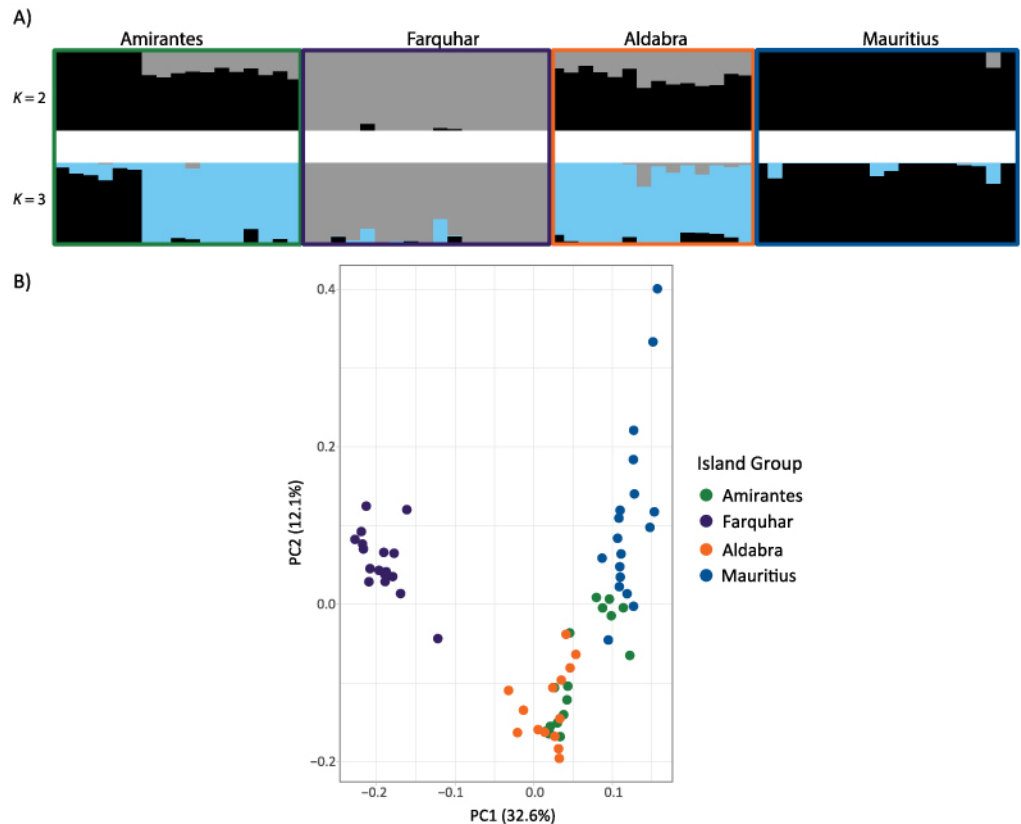 A)
Amirantes Farquhar Aldabra Mauritius
K = 2
K = 3
B)
0.4
0.2
0.0
−0.2
PC2 (12.1%)
−0.2 −0.1 0.0 0.1
PC1 (32.6%)
Island Group
Amirantes
Farquhar
Aldabra
Mauritius